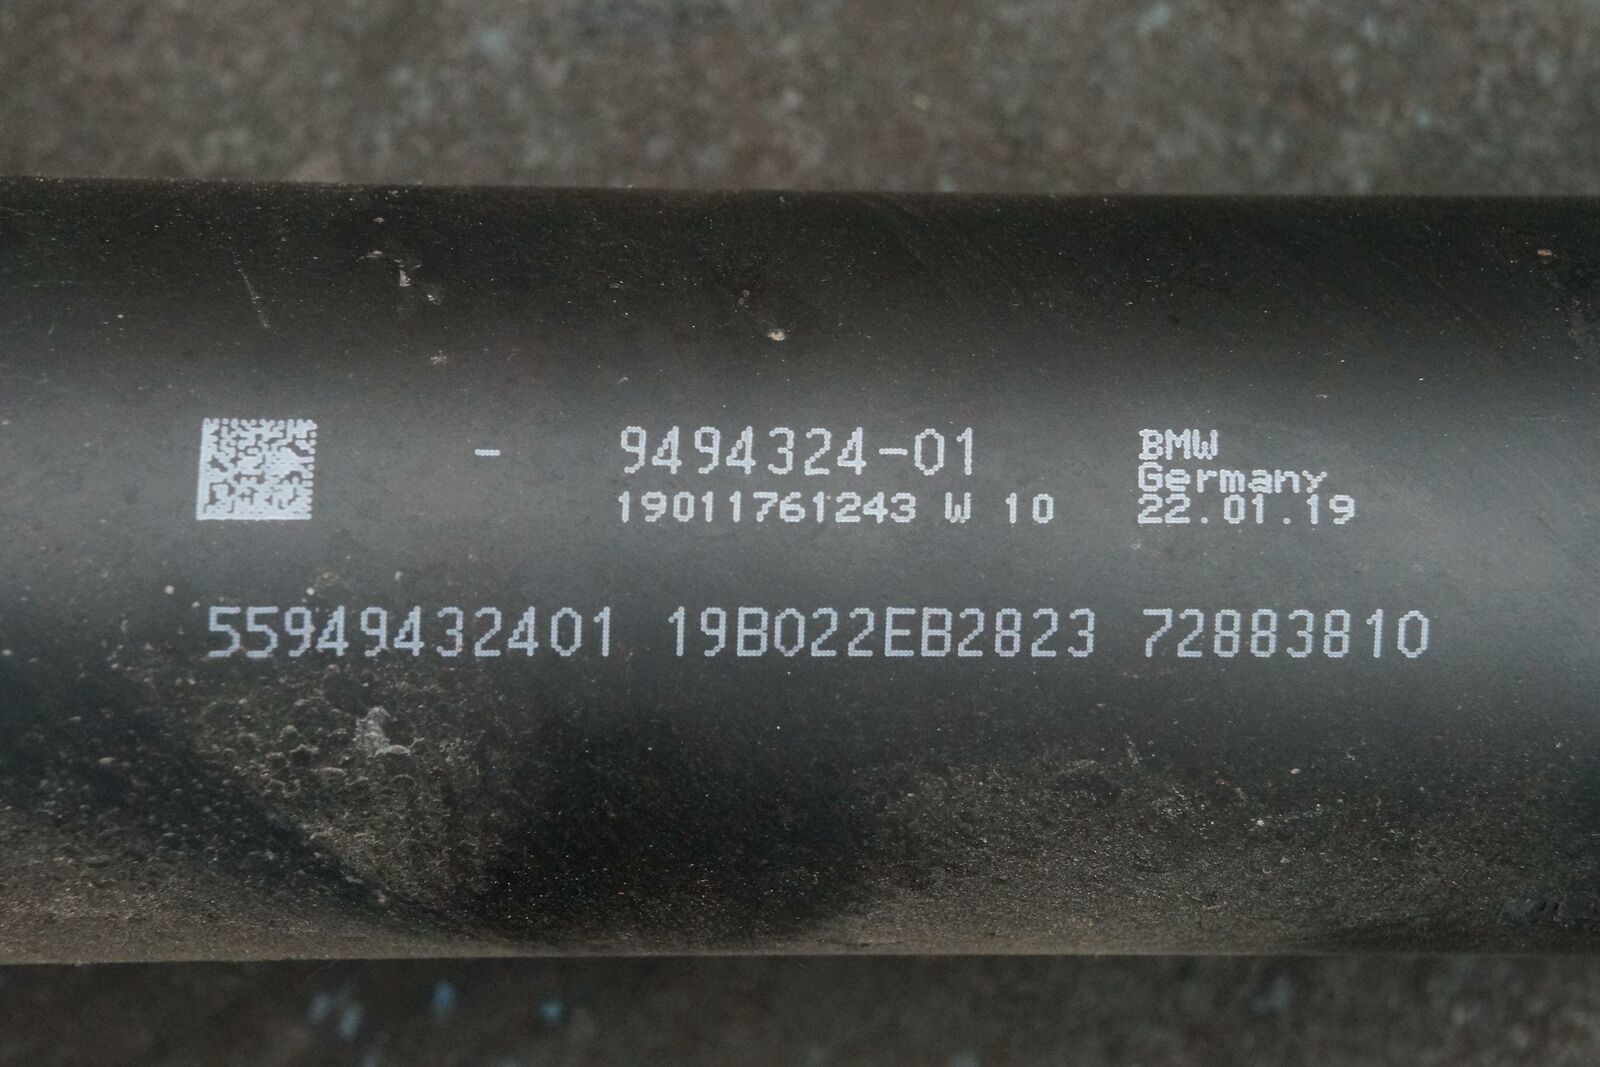 - 9494324-01 BMW
Germany
19011761243 W 10 22.01.19
55949432401 19B022EB2823 72883810